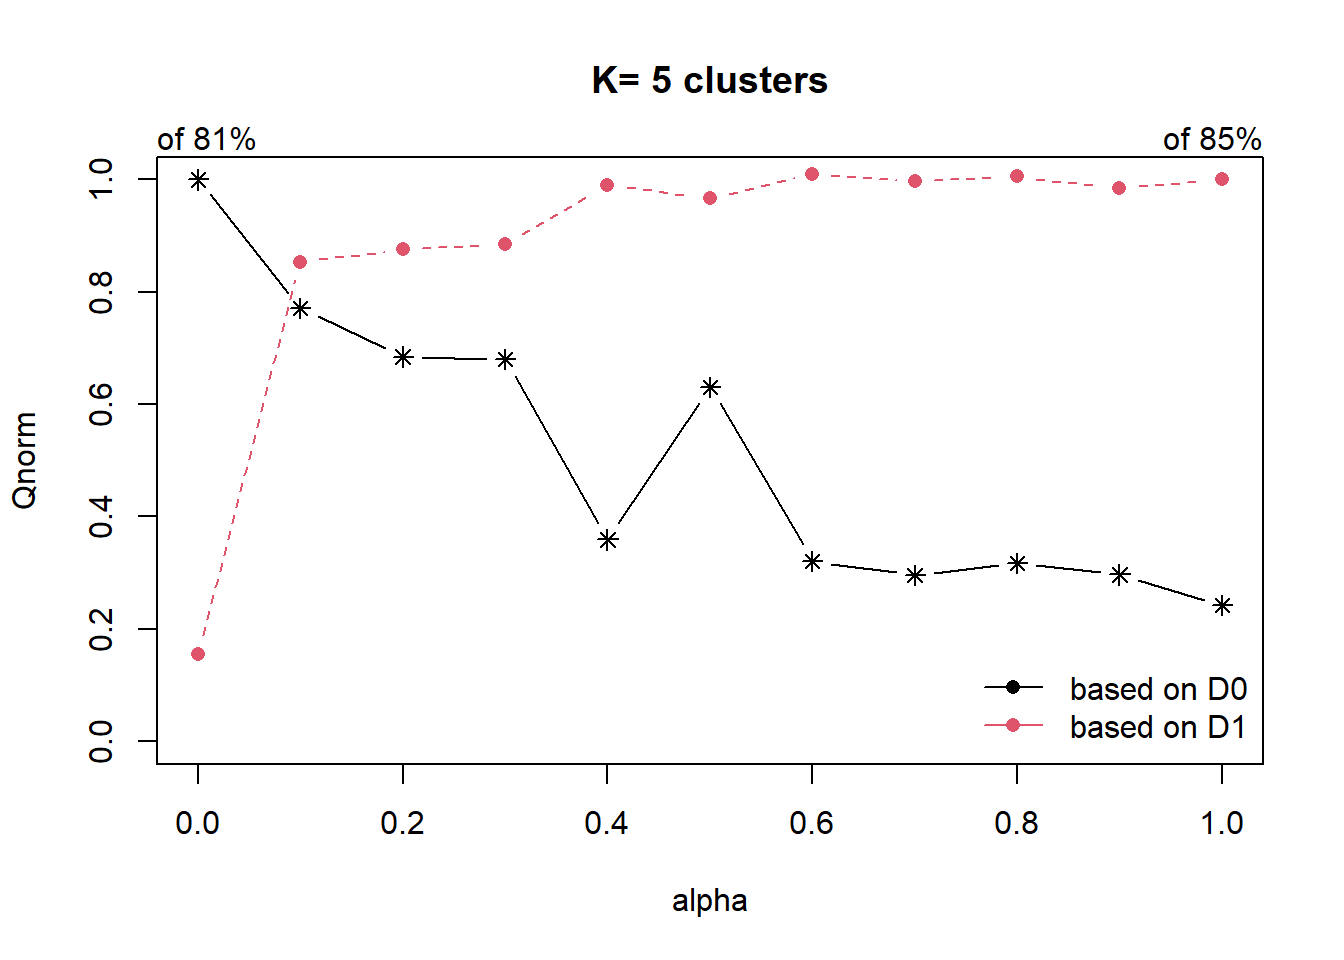 K= 5 clusters
of 81%
of 85%
1.0
0.8
0.6
0.4
0.2
0.0
Qnorm
based on D0
based on D1
0.0 0.2 0.4 0.6 0.8 1.0
alpha